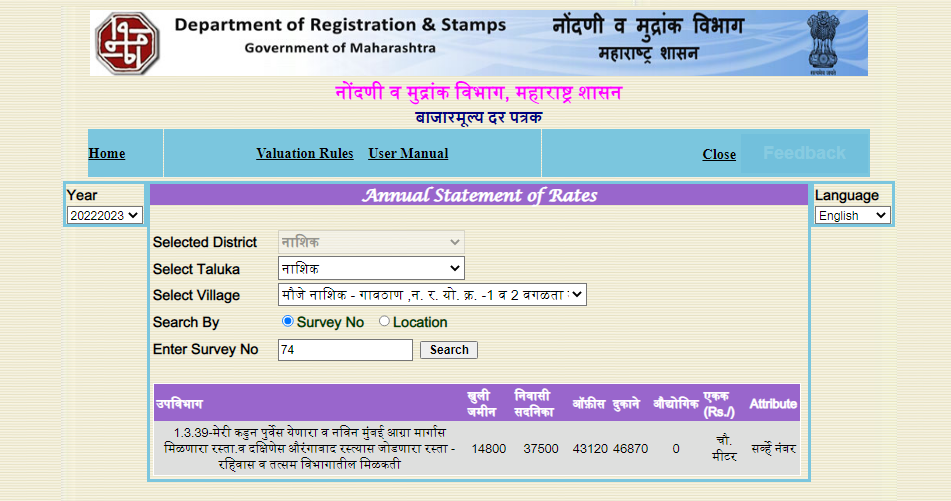 Department of Registration & Stamps
Government of Maharashtra
नोंदणी व मुद्रांक विभाग
महाराष्ट्र शासन
नोंदणी व मुद्रांक विभाग, महाराष्ट्र शासन
बाजारमूल्य दर पत्रक
Home Valuation Rules User Manual Close Feedback
Year
20222023
Annual Statement of Rates
Language
English
Selected District नाशिक
Select Taluka नाशिक
Select Village मौजे नाशिक - गावठाण ,न. र. यो. क्र. -1 व 2 वगळता
Search By Survey No Location
Enter Survey No 74 Search
उपविभाग खुली जमीन निवासी सदनिका ऑफ़ीस दुकाने औद्योगिक एकक (Rs./) Attribute
1.3.39-मेरी कडुन पुर्वेस येणारा व नविन मुंबई आग्रा मार्गास
मिळणारा रस्ता.व दक्षिणेस औरंगाबाद रस्त्यास जोडणारा रस्ता -
रहिवास व तत्सम विभागातील मिळकती
14800 37500 43120 46870 0 चौ. मीटर सर्व्हे नंबर